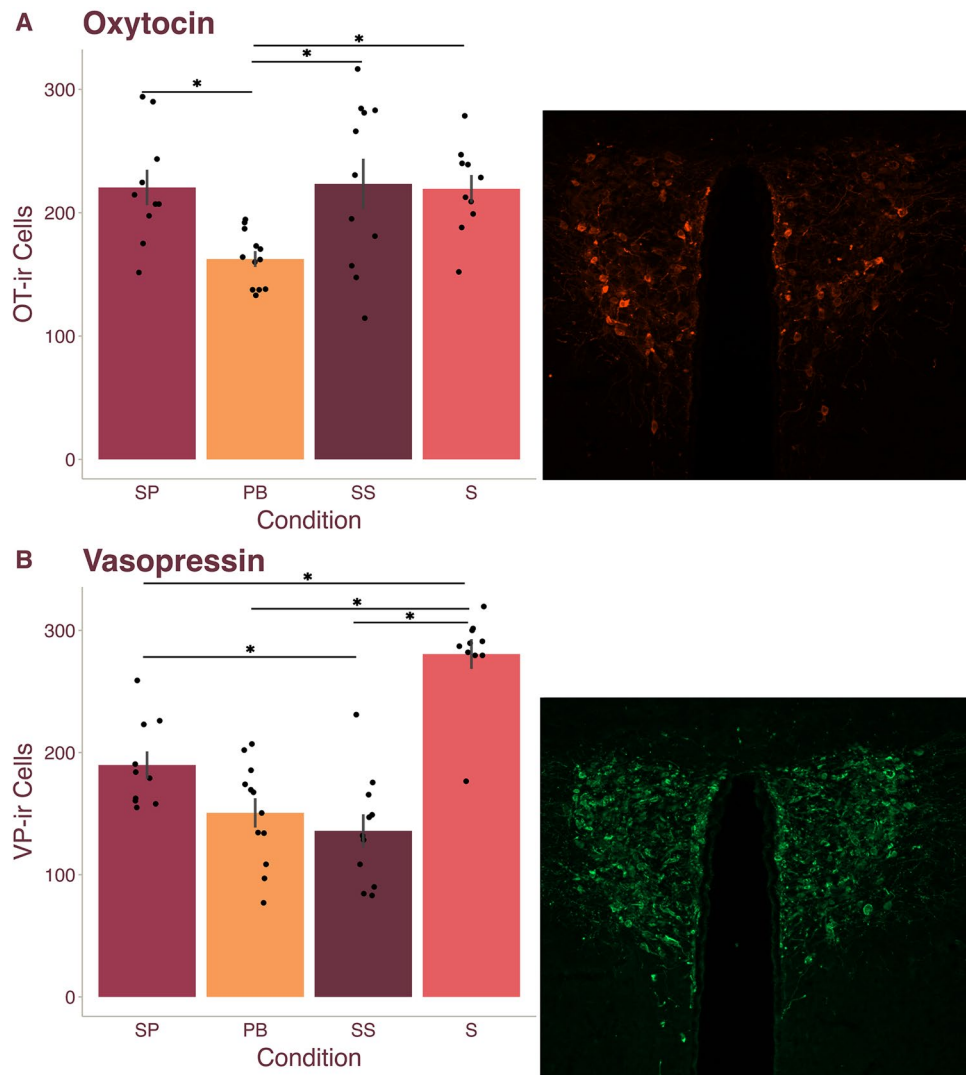 A Oxytocin
*
*
*
300
200
100
0
OT-ir Cells
SP PB SS S
Condition
B Vasopressin
*
*
*
*
300
200
100
0
VP-ir Cells
SP PB SS S
Condition